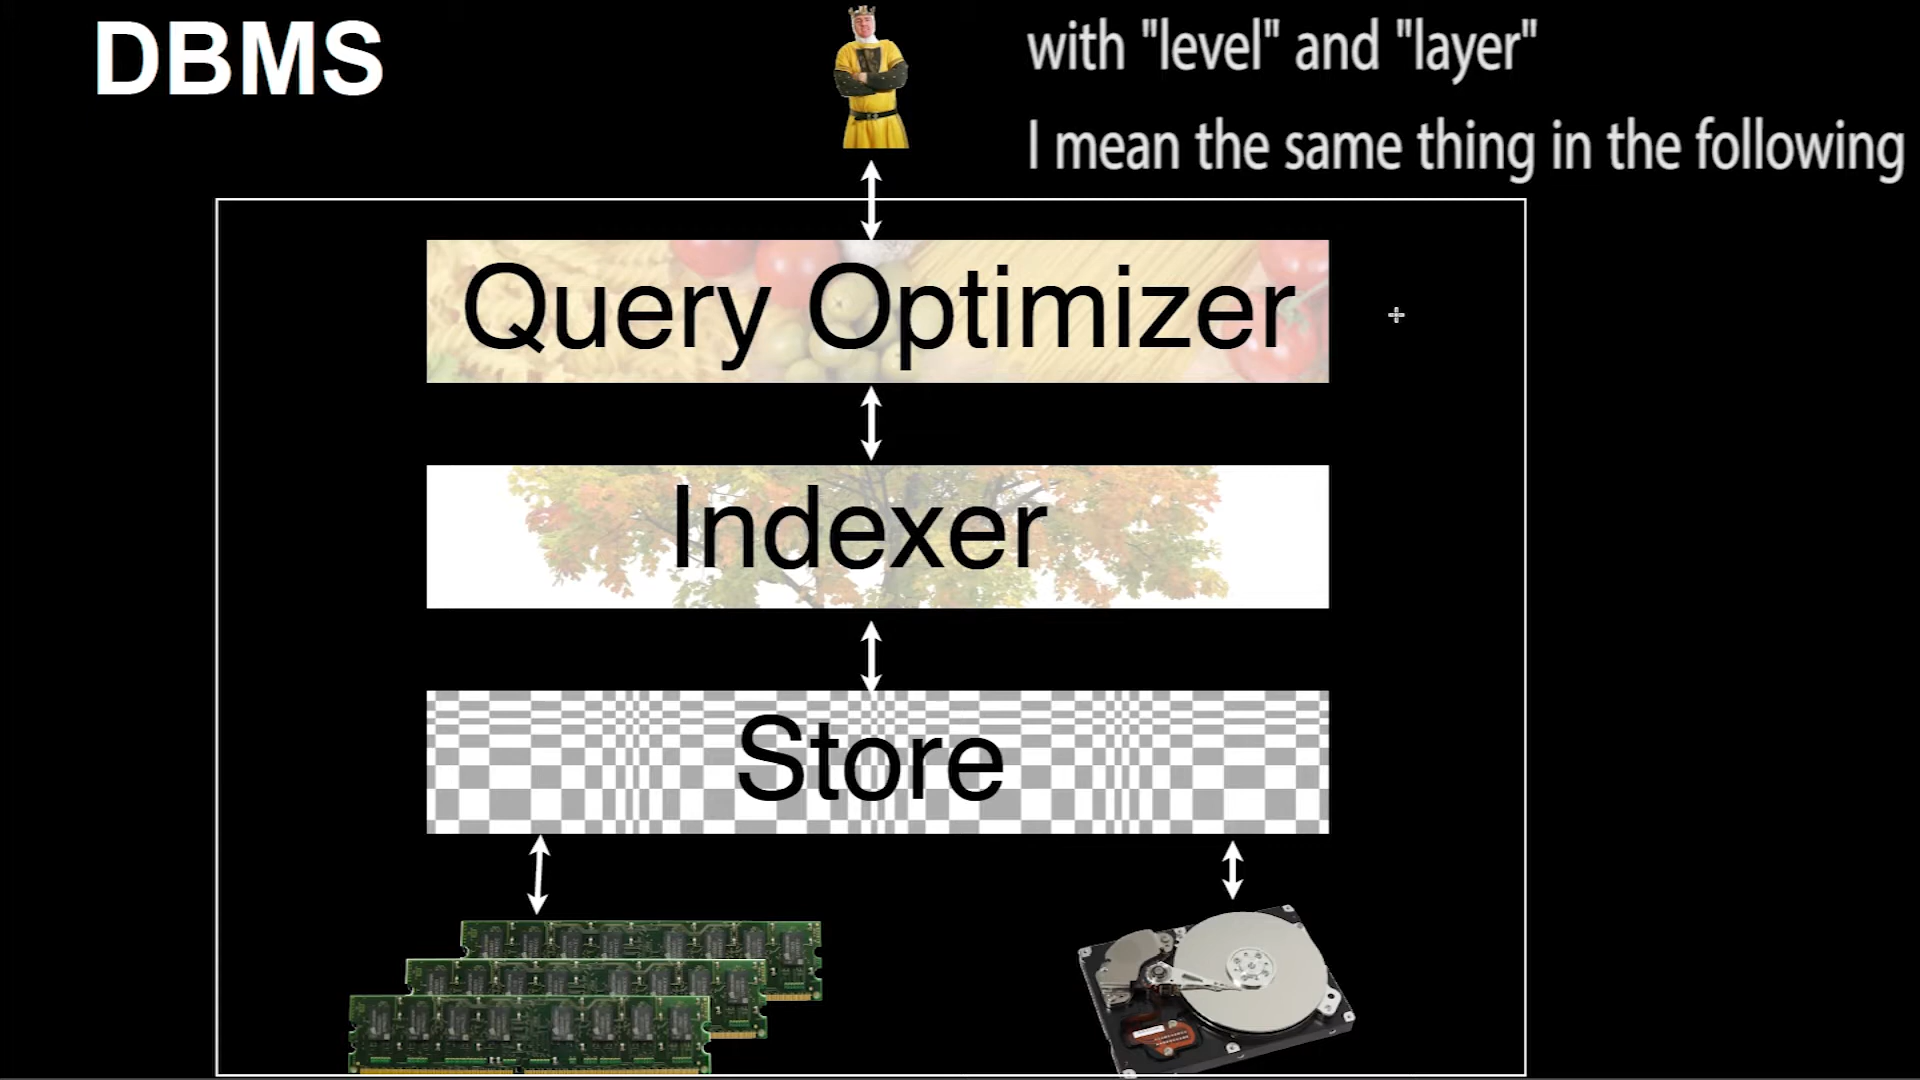 DBMS
with "level" and "layer"
I mean the same thing in the following
Query Optimizer
Indexer
Store